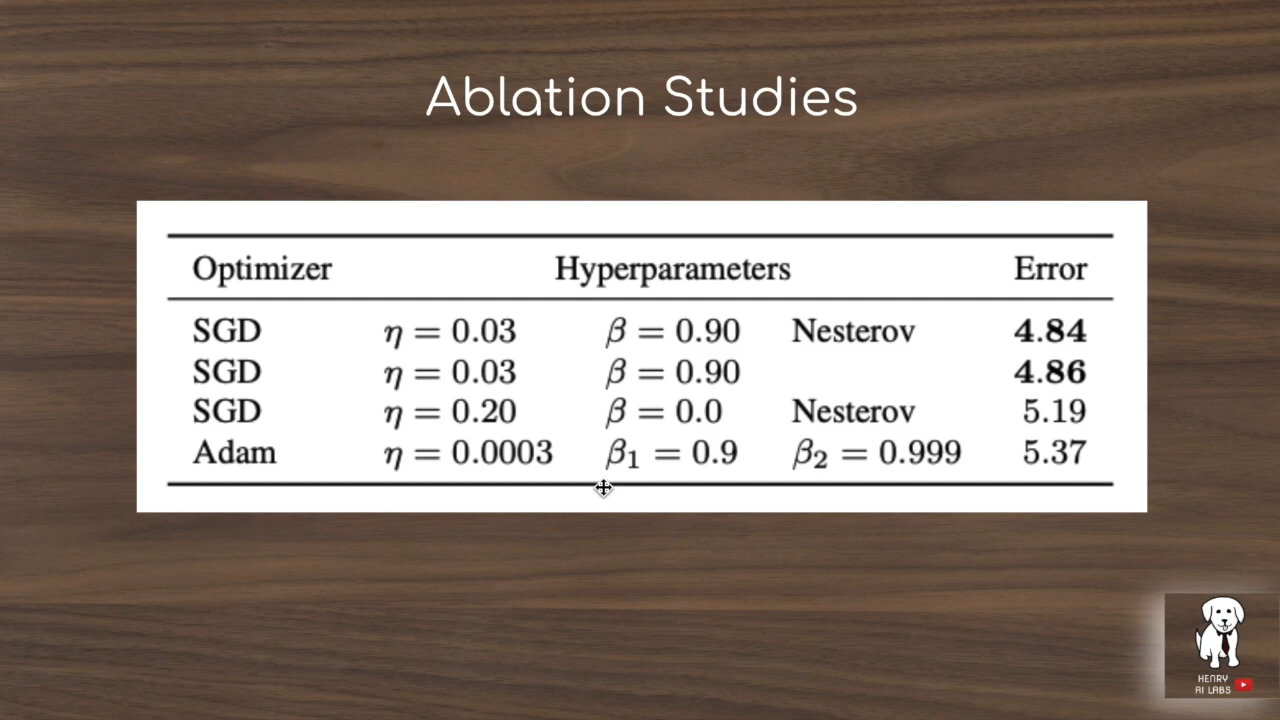 Ablation Studies
Optimizer Hyperparameters Error
SGD η = 0.03 β = 0.90 Nesterov 4.84
SGD η = 0.03 β = 0.90 4.86
SGD η = 0.20 β = 0.0 Nesterov 5.19
Adam η = 0.0003 β₁ = 0.9 β₂ = 0.999 5.37
HENRY
AI LABS